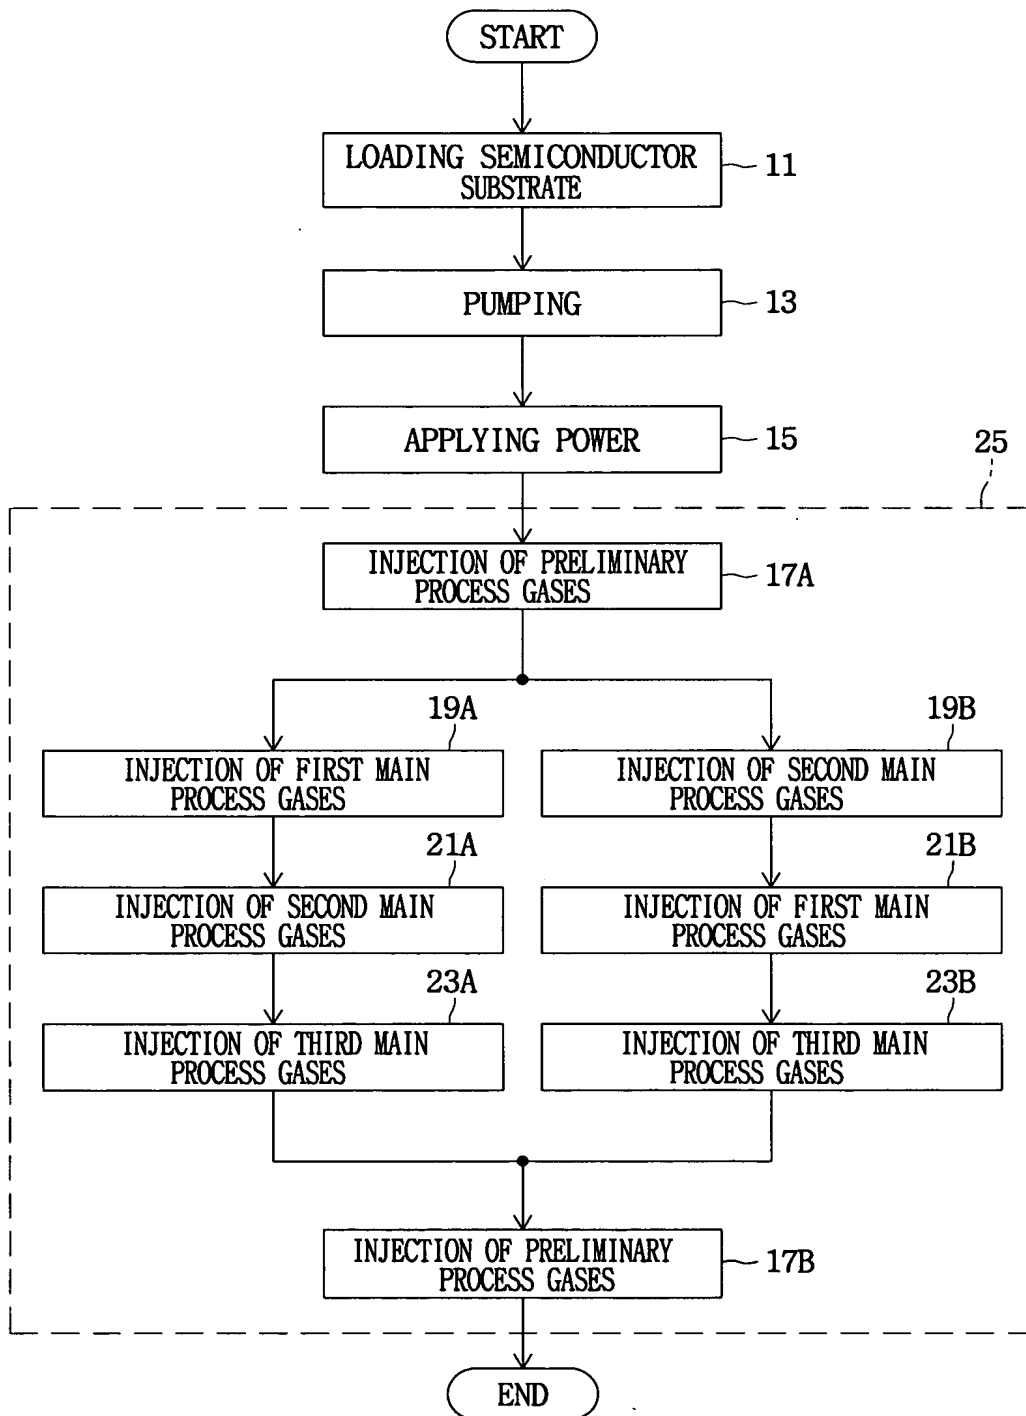 START
LOADING SEMICONDUCTOR
SUBSTRATE
11
PUMPING
13
APPLYING POWER
15
25
INJECTION OF PRELIMINARY
PROCESS GASES
17A
19A
19B
INJECTION OF FIRST MAIN
PROCESS GASES
INJECTION OF SECOND MAIN
PROCESS GASES
21A
21B
INJECTION OF SECOND MAIN
PROCESS GASES
INJECTION OF FIRST MAIN
PROCESS GASES
23A
23B
INJECTION OF THIRD MAIN
PROCESS GASES
INJECTION OF THIRD MAIN
PROCESS GASES
INJECTION OF PRELIMINARY
PROCESS GASES
17B
END